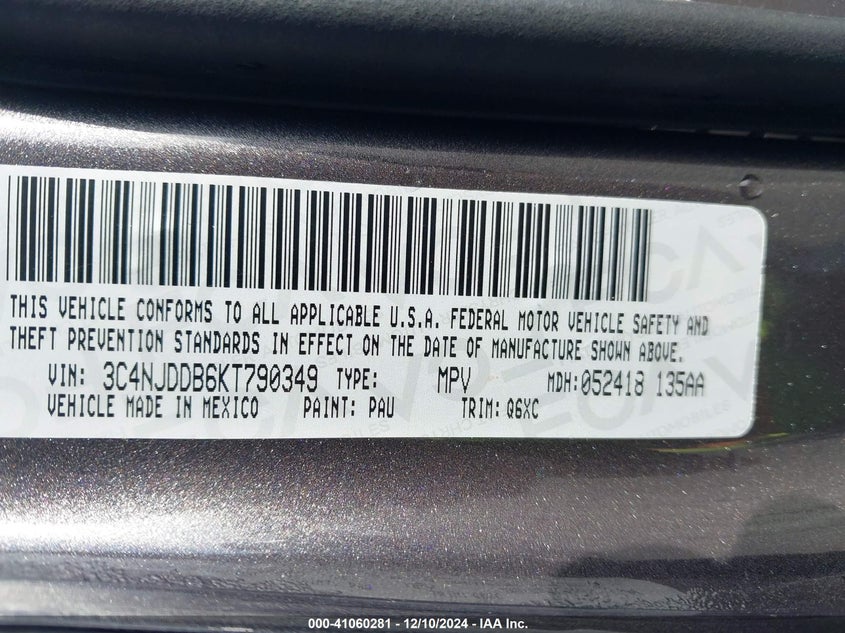 THIS VEHICLE CONFORMS TO ALL APPLICABLE U.S.A. FEDERAL MOTOR VEHICLE SAFETY AND
THEFT PREVENTION STANDARDS IN EFFECT ON THE DATE OF MANUFACTURE SHOWN ABOVE.
VIN: 3C4NJDDB6KT790349 TYPE: MPV MDH:052418 135AA
VEHICLE MADE IN MEXICO PAINT: PAU TRIM: Q6XC
000-41060281 - 12/10/2024 - IAA Inc.